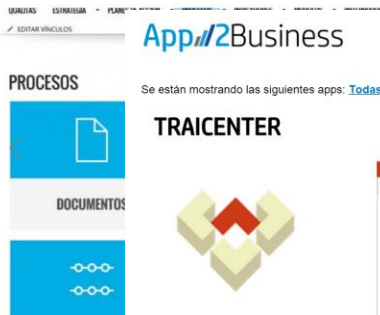 QUALITAS ESTRATEGIA
EDITAR VÍNCULOS
PROCESOS
DOCUMENTOS
App2Business
Se están mostrando las siguientes apps: Todas
TRAICENTER